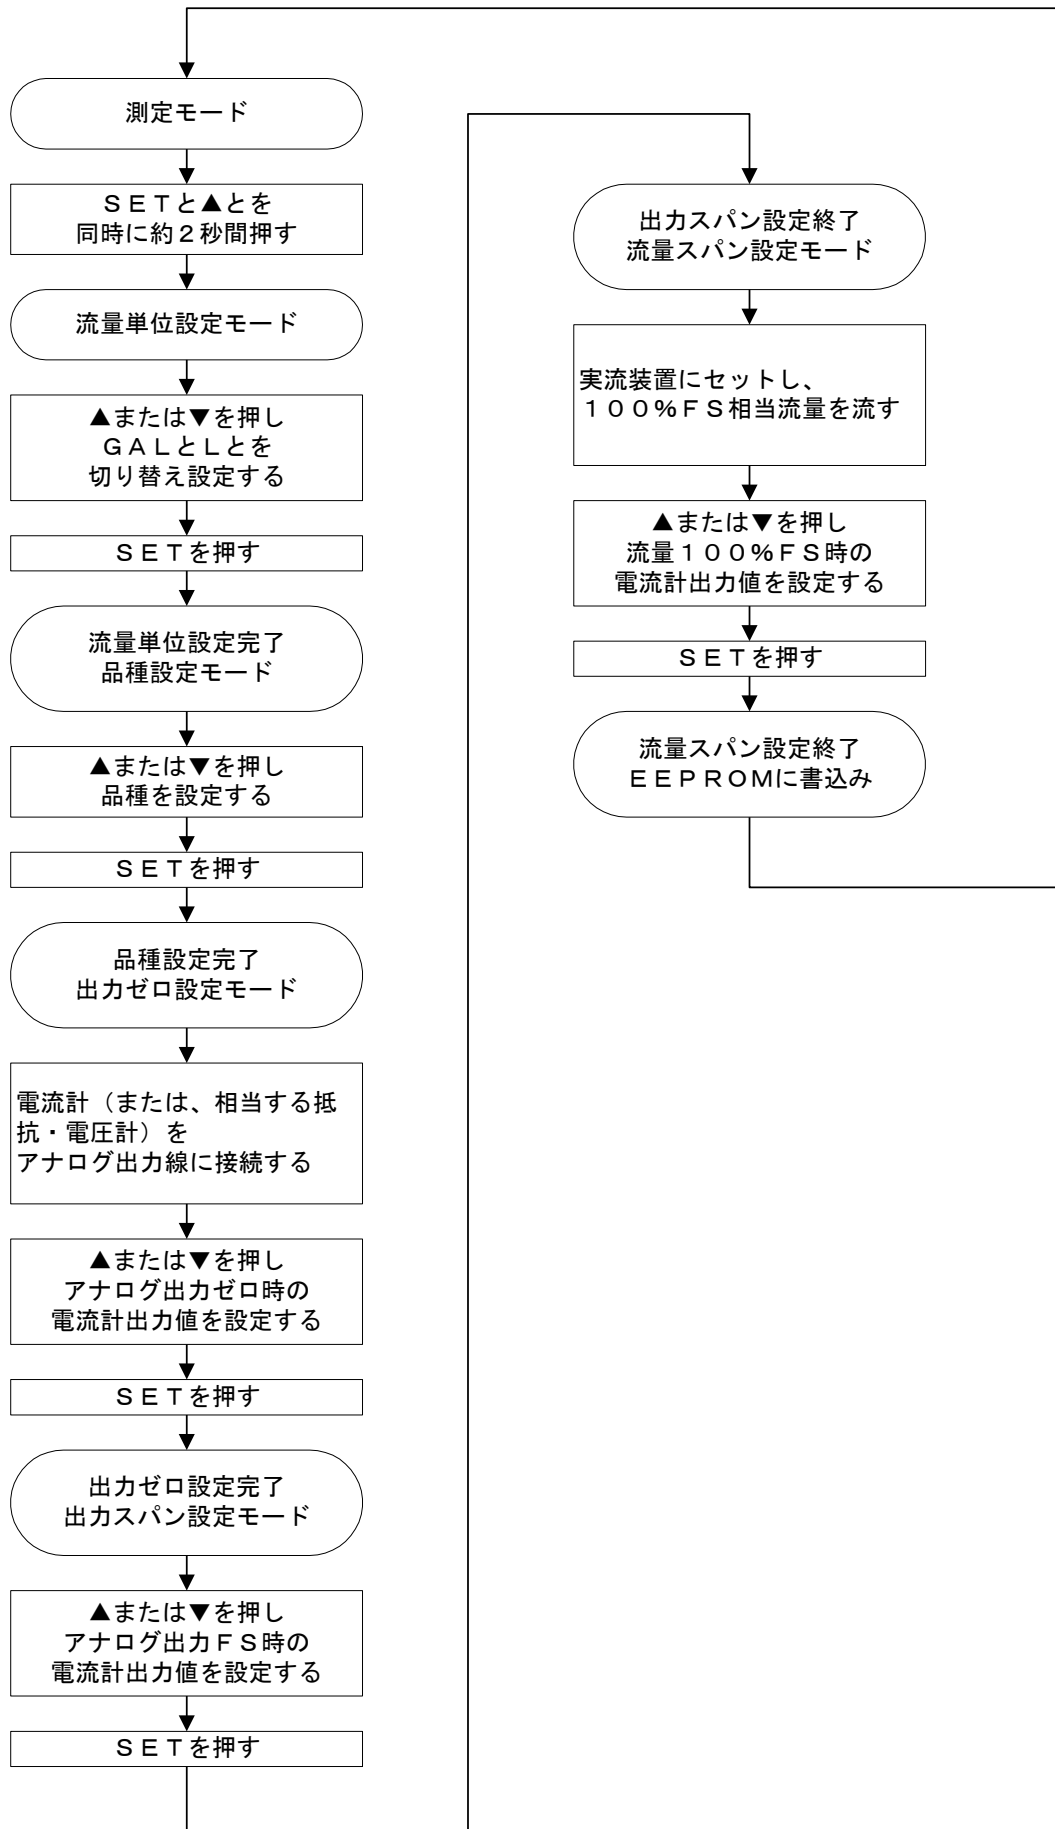 測定モード
ＳＥＴと▲とを
同時に約２秒間押す
流量単位設定モード
▲または▼を押し
ＧＡＬとＬとを
切り替え設定する
ＳＥＴを押す
流量単位設定完了
品種設定モード
▲または▼を押し
品種を設定する
ＳＥＴを押す
品種設定完了
出力ゼロ設定モード
電流計（または、相当する抵
抗・電圧計）を
アナログ出力線に接続する
▲または▼を押し
アナログ出力ゼロ時の
電流計出力値を設定する
ＳＥＴを押す
出力ゼロ設定完了
出力スパン設定モード
▲または▼を押し
アナログ出力ＦＳ時の
電流計出力値を設定する
ＳＥＴを押す
出力スパン設定終了
流量スパン設定モード
実流装置にセットし、
１００％ＦＳ相当流量を流す
▲または▼を押し
流量１００％ＦＳ時の
電流計出力値を設定する
ＳＥＴを押す
流量スパン設定終了
ＥＥＰＲＯＭに書込み